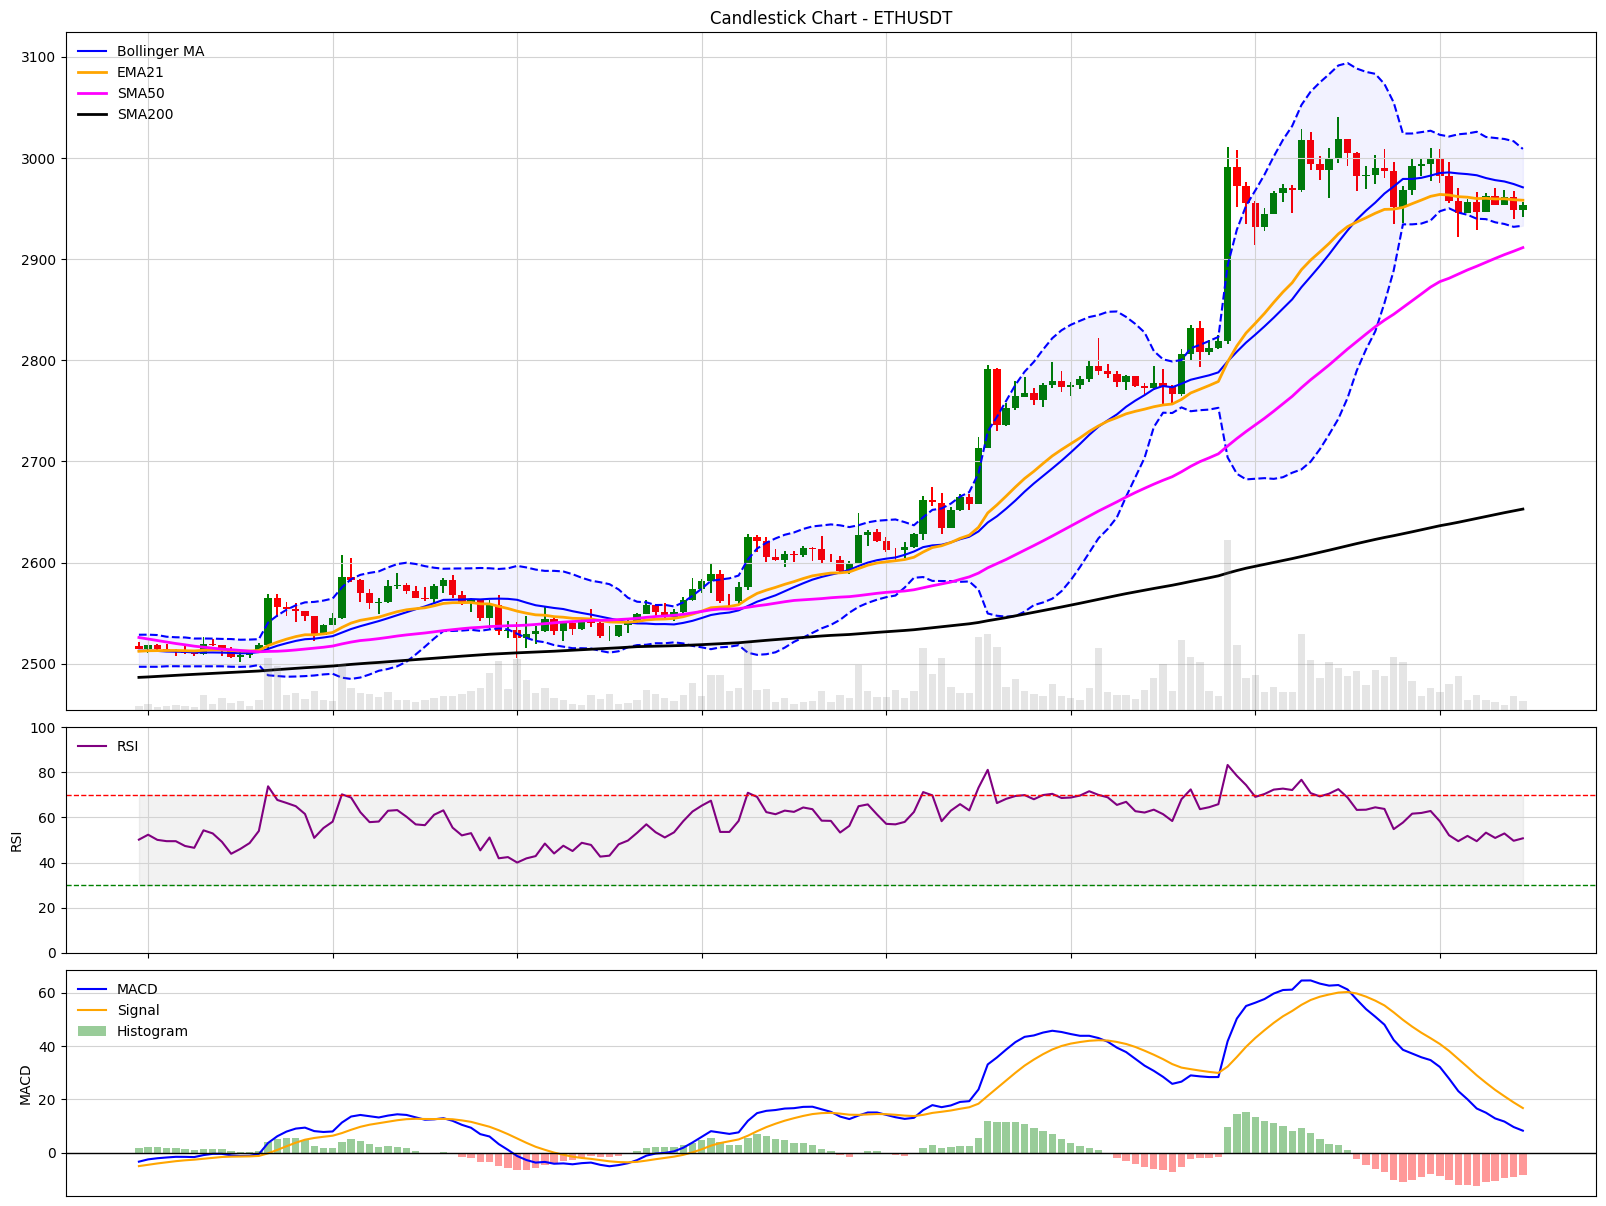 Candlestick Chart - ETHUSDT
Bollinger MA
EMA21
SMA50
SMA200
3100
3000
2900
2800
2700
2600
2500
RSI
100
80
60
40
20
0
RSI
MACD
Signal
Histogram
60
40
20
0
MACD